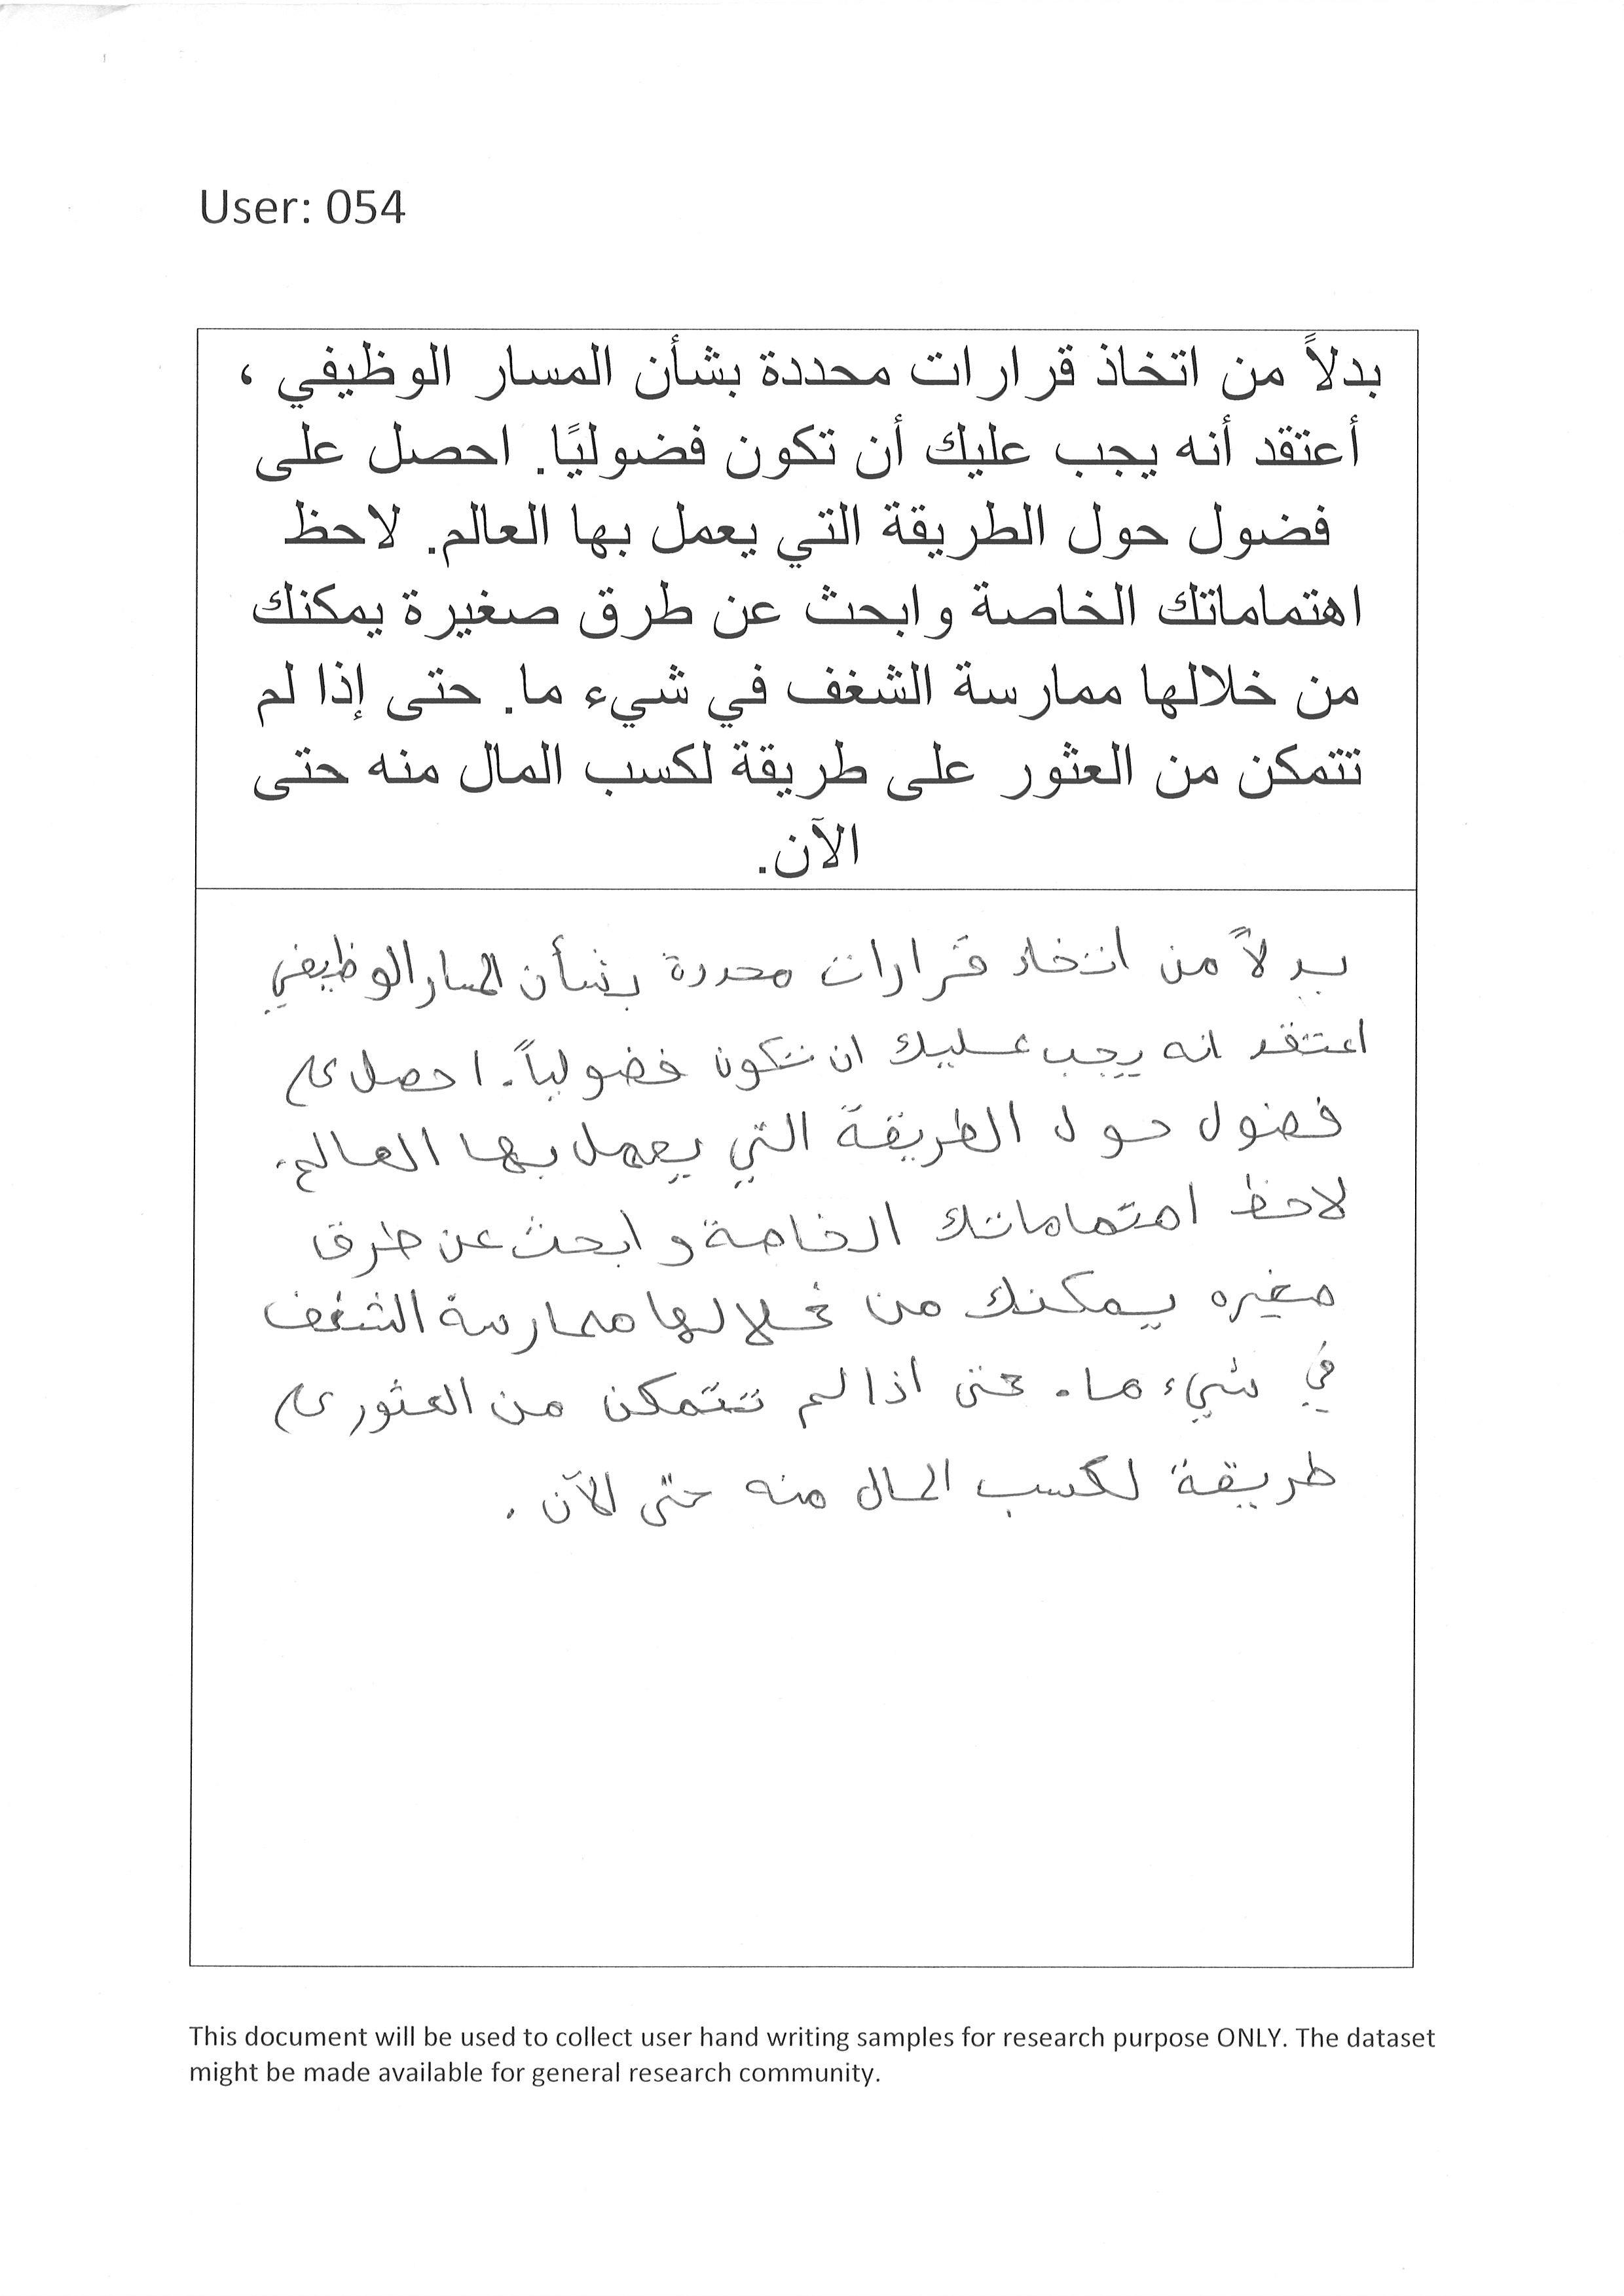 User: 054
بدلاً من اتخاذ قرارات محددة بشأن المسار الوظيفي ،
أعتقد أنه يجب عليك أن تكون فضوليًا. احصل على
فضول حول الطريقة التي يعمل بها العالم. لاحظ
اهتماماتك الخاصة وابحث عن طرق صغيرة يمكنك
من خلالها ممارسة الشغف في شيء ما. حتى إذا لم
تتمكن من العثور على طريقة لكسب المال منه حتى
الآن.
بدلاً من اتخاد قرارات محددة بشأن المسار الوظيفي
اعتقد انه يجب عليك ان تكون فضولياً. احصل على
فضول حول الطريقة التي يعمل بها العالم.
لاحظ اهتماماتك الخاصة وابحث عن طرق
صغيره يمكنك من خلالها ممارسة الشغف
في شيء ما. حتى اذا لم تتمكن من العثور على
طريقة لكسب المال منه حتى الآن .
This document will be used to collect user hand writing samples for research purpose ONLY. The dataset
might be made available for general research community.